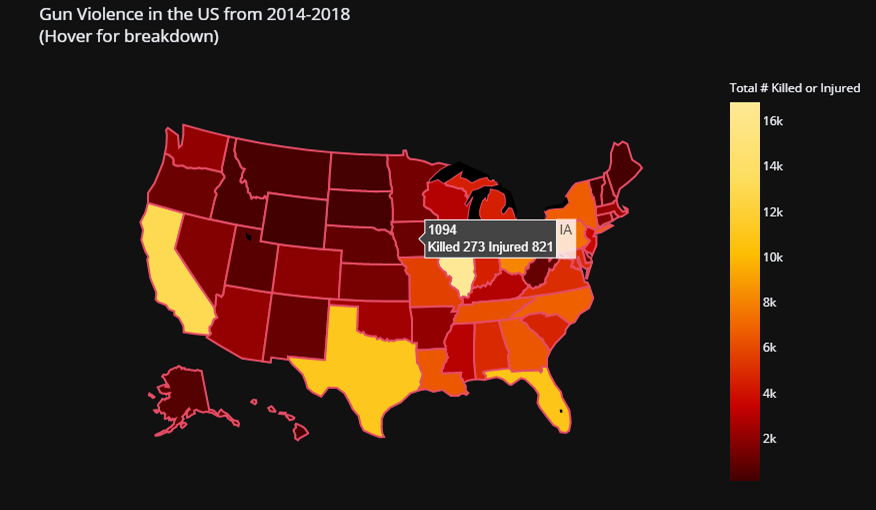 Gun Violence in the US from 2014-2018
(Hover for breakdown)
Total # Killed or Injured
16k
14k
12k
10k
8k
6k
4k
2k
1094
IA
Killed 273 Injured 821